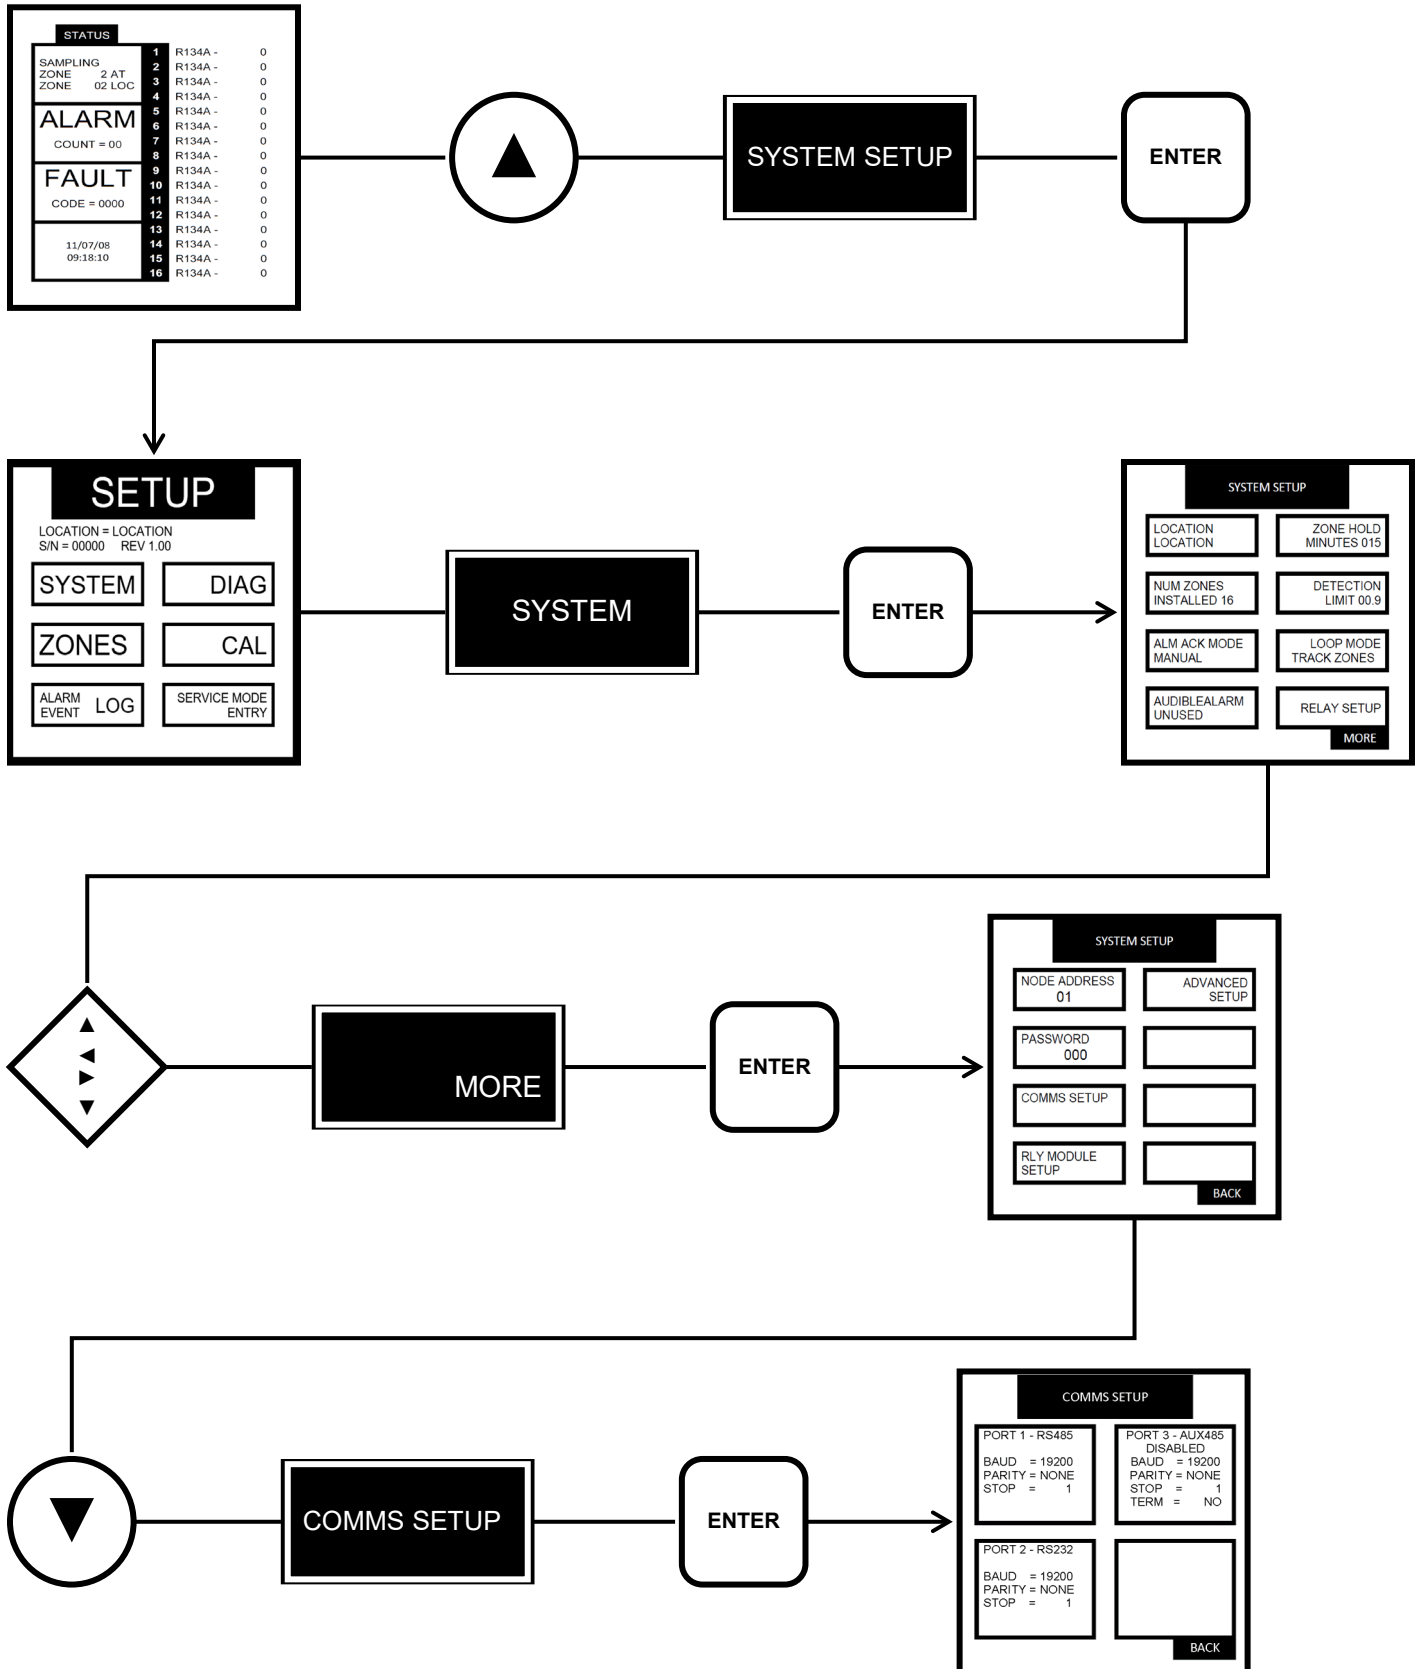 STATUS
SAMPLING
ZONE 2 AT
ZONE 02 LOC
ALARM
COUNT = 00
FAULT
CODE = 0000
11/07/08
09:18:10
1 R134A - 0
2 R134A - 0
3 R134A - 0
4 R134A - 0
5 R134A - 0
6 R134A - 0
7 R134A - 0
8 R134A - 0
9 R134A - 0
10 R134A - 0
11 R134A - 0
12 R134A - 0
13 R134A - 0
14 R134A - 0
15 R134A - 0
16 R134A - 0
SYSTEM SETUP
ENTER
SETUP
LOCATION = LOCATION
S/N = 00000 REV 1.00
SYSTEM
DIAG
ZONES
CAL
ALARM
EVENT
LOG
SERVICE MODE
ENTRY
SYSTEM
ENTER
SYSTEM SETUP
LOCATION
LOCATION
ZONE HOLD
MINUTES 015
NUM ZONES
INSTALLED 16
DETECTION
LIMIT 00.9
ALM ACK MODE
MANUAL
LOOP MODE
TRACK ZONES
AUDIBLEALARM
UNUSED
RELAY SETUP
MORE
MORE
ENTER
SYSTEM SETUP
NODE ADDRESS
01
ADVANCED
SETUP
PASSWORD
000
COMMS SETUP
RLY MODULE
SETUP
BACK
COMMS SETUP
ENTER
COMMS SETUP
PORT 1 - RS485
BAUD = 19200
PARITY = NONE
STOP = 1
PORT 3 - AUX485
DISABLED
BAUD = 19200
PARITY = NONE
STOP = 1
TERM = NO
PORT 2 - RS232
BAUD = 19200
PARITY = NONE
STOP = 1
BACK